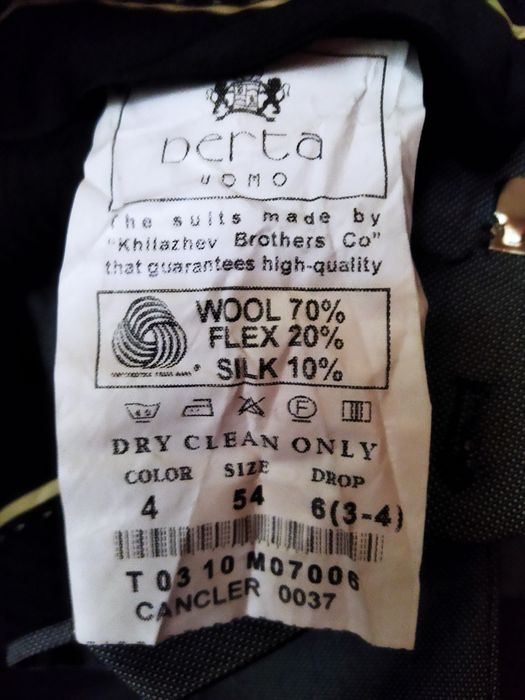 Derta
UOMO
The suits made by
"Khilazhev Brothers Co"
that guarantees high-quality
WOOL 70%
FLEX 20%
SILK 10%
DRY CLEAN ONLY
COLOR SIZE DROP
4 54 6(3-4)
T 03 10 M07006
CANCLER 0037